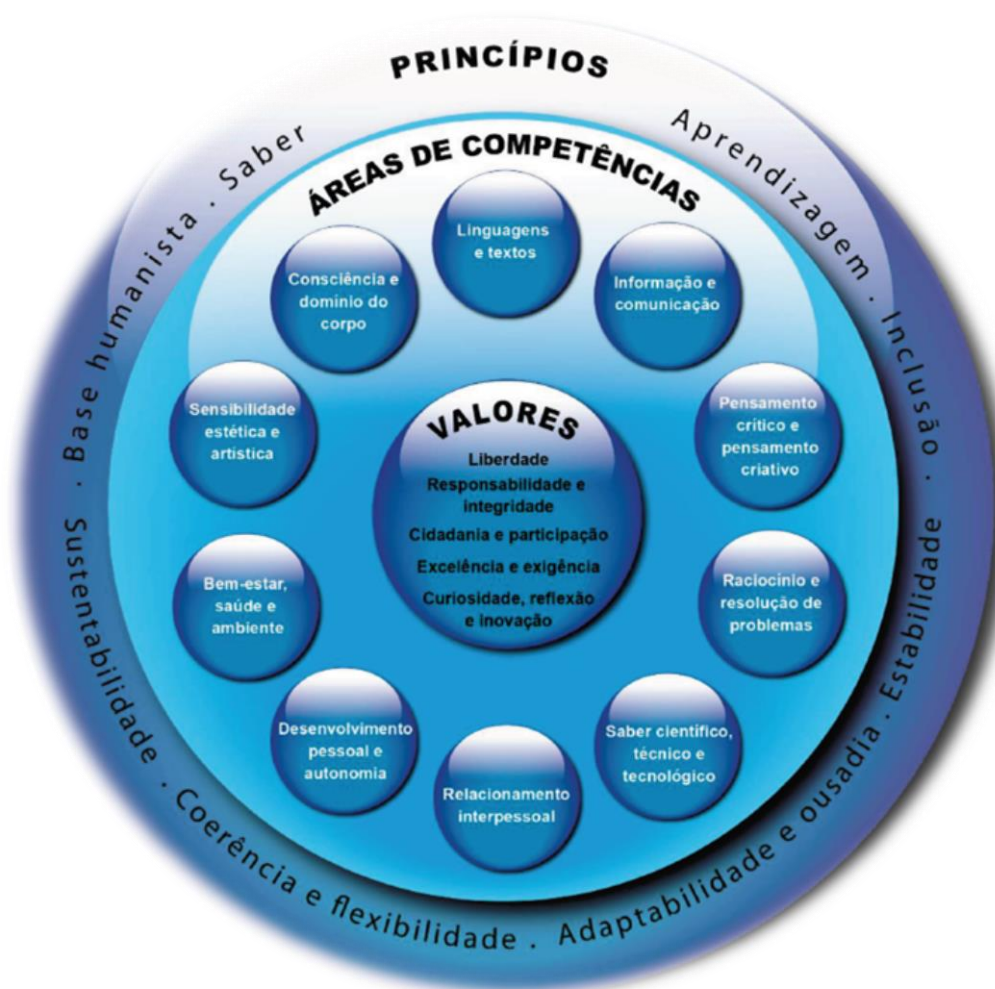 PRINCÍPIOS
Base humanista . Saber
Aprendizagem . Inclusão .
Estabilidade
Adaptabilidade e ousadia .
Coerência e flexibilidade .
Sustentabilidade .
.
ÁREAS DE COMPETÊNCIAS
Linguagens
e textos
Informação e
comunicação
Pensamento
crítico e
pensamento
criativo
Raciocínio e
resolução de
problemas
Saber científico,
técnico e
tecnológico
Relacionamento
interpessoal
Desenvolvimento
pessoal e
autonomia
Bem-estar,
saúde e
ambiente
Sensibilidade
estética e
artística
Consciência e
domínio do
corpo
VALORES
Liberdade
Responsabilidade e
integridade
Cidadania e participação
Excelência e exigência
Curiosidade, reflexão
e inovação